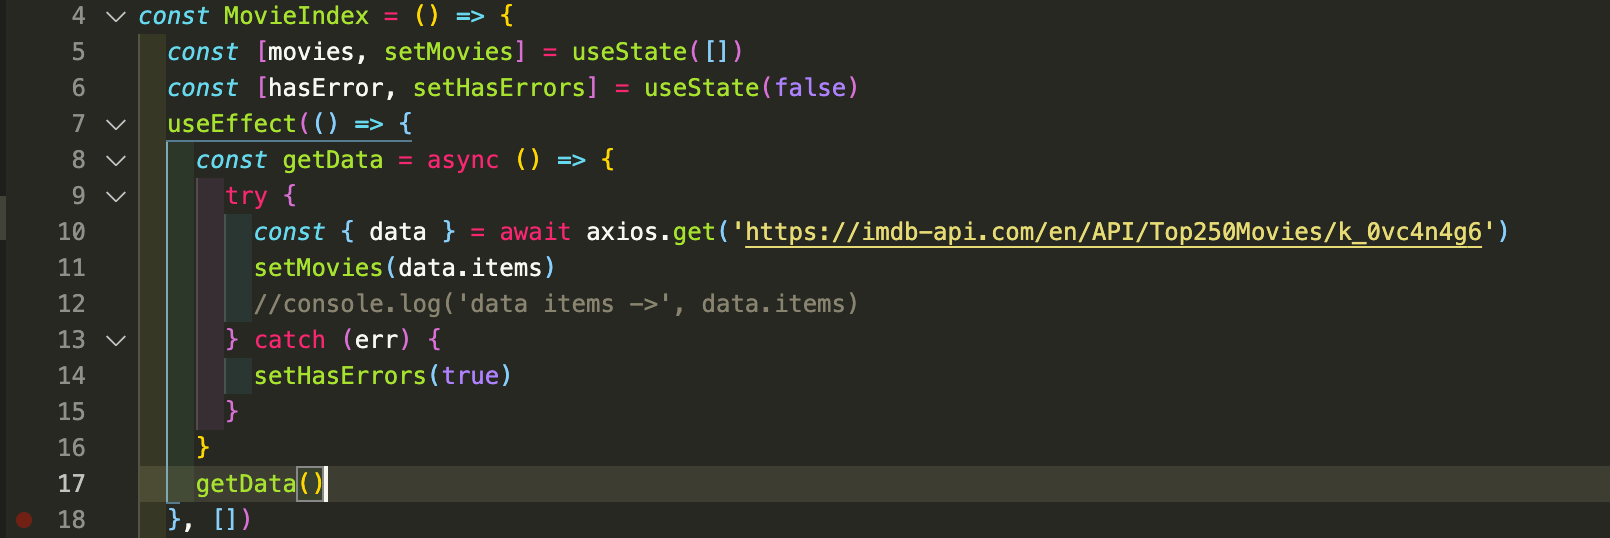 4 const MovieIndex = () => {
5 const [movies, setMovies] = useState([])
6 const [hasError, setHasErrors] = useState(false)
7 useEffect(() => {
8 const getData = async () => {
9 try {
10 const { data } = await axios.get('https://imdb-api.com/en/API/Top250Movies/k_0vc4n4g6')
11 setMovies(data.items)
12 //console.log('data items ->', data.items)
13 } catch (err) {
14 setHasErrors(true)
15 }
16 }
17 getData()
18 }, [])